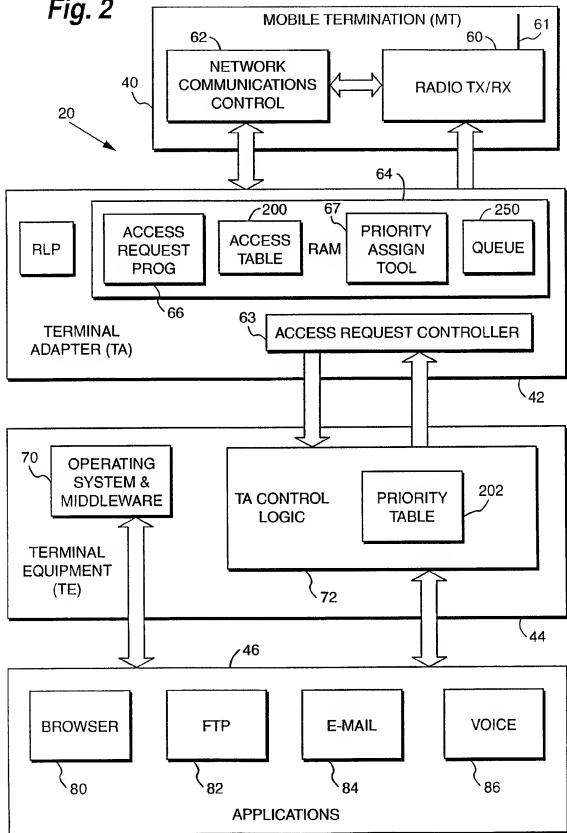 Fig. 2
MOBILE TERMINATION (MT)
62
60
61
NETWORK
COMMUNICATIONS
CONTROL
RADIO TX/RX
40
20
64
RLP
ACCESS
REQUEST
PROG
200
ACCESS
TABLE
RAM
67
PRIORITY
ASSIGN
TOOL
250
QUEUE
66
63
ACCESS REQUEST CONTROLLER
TERMINAL
ADAPTER (TA)
42
70
OPERATING
SYSTEM &
MIDDLEWARE
TA CONTROL
LOGIC
PRIORITY
TABLE
202
TERMINAL
EQUIPMENT
(TE)
72
44
46
BROWSER
FTP
E-MAIL
VOICE
80
82
84
86
APPLICATIONS